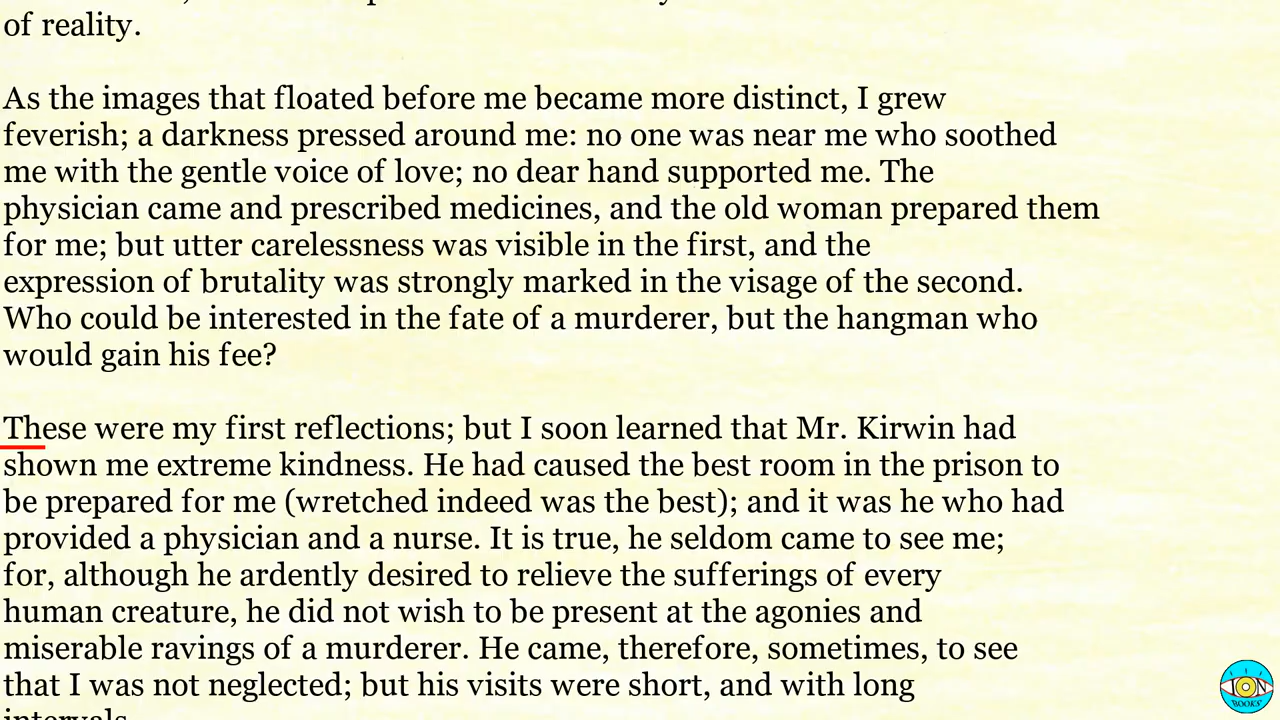 of reality.
As the images that floated before me became more distinct, I grew
feverish; a darkness pressed around me: no one was near me who soothed
me with the gentle voice of love; no dear hand supported me. The
physician came and prescribed medicines, and the old woman prepared them
for me; but utter carelessness was visible in the first, and the
expression of brutality was strongly marked in the visage of the second.
Who could be interested in the fate of a murderer, but the hangman who
would gain his fee?
These were my first reflections; but I soon learned that Mr. Kirwin had
shown me extreme kindness. He had caused the best room in the prison to
be prepared for me (wretched indeed was the best); and it was he who had
provided a physician and a nurse. It is true, he seldom came to see me;
for, although he ardently desired to relieve the sufferings of every
human creature, he did not wish to be present at the agonies and
miserable ravings of a murderer. He came, therefore, sometimes, to see
that I was not neglected; but his visits were short, and with long
intervals.
ION
BOOKS